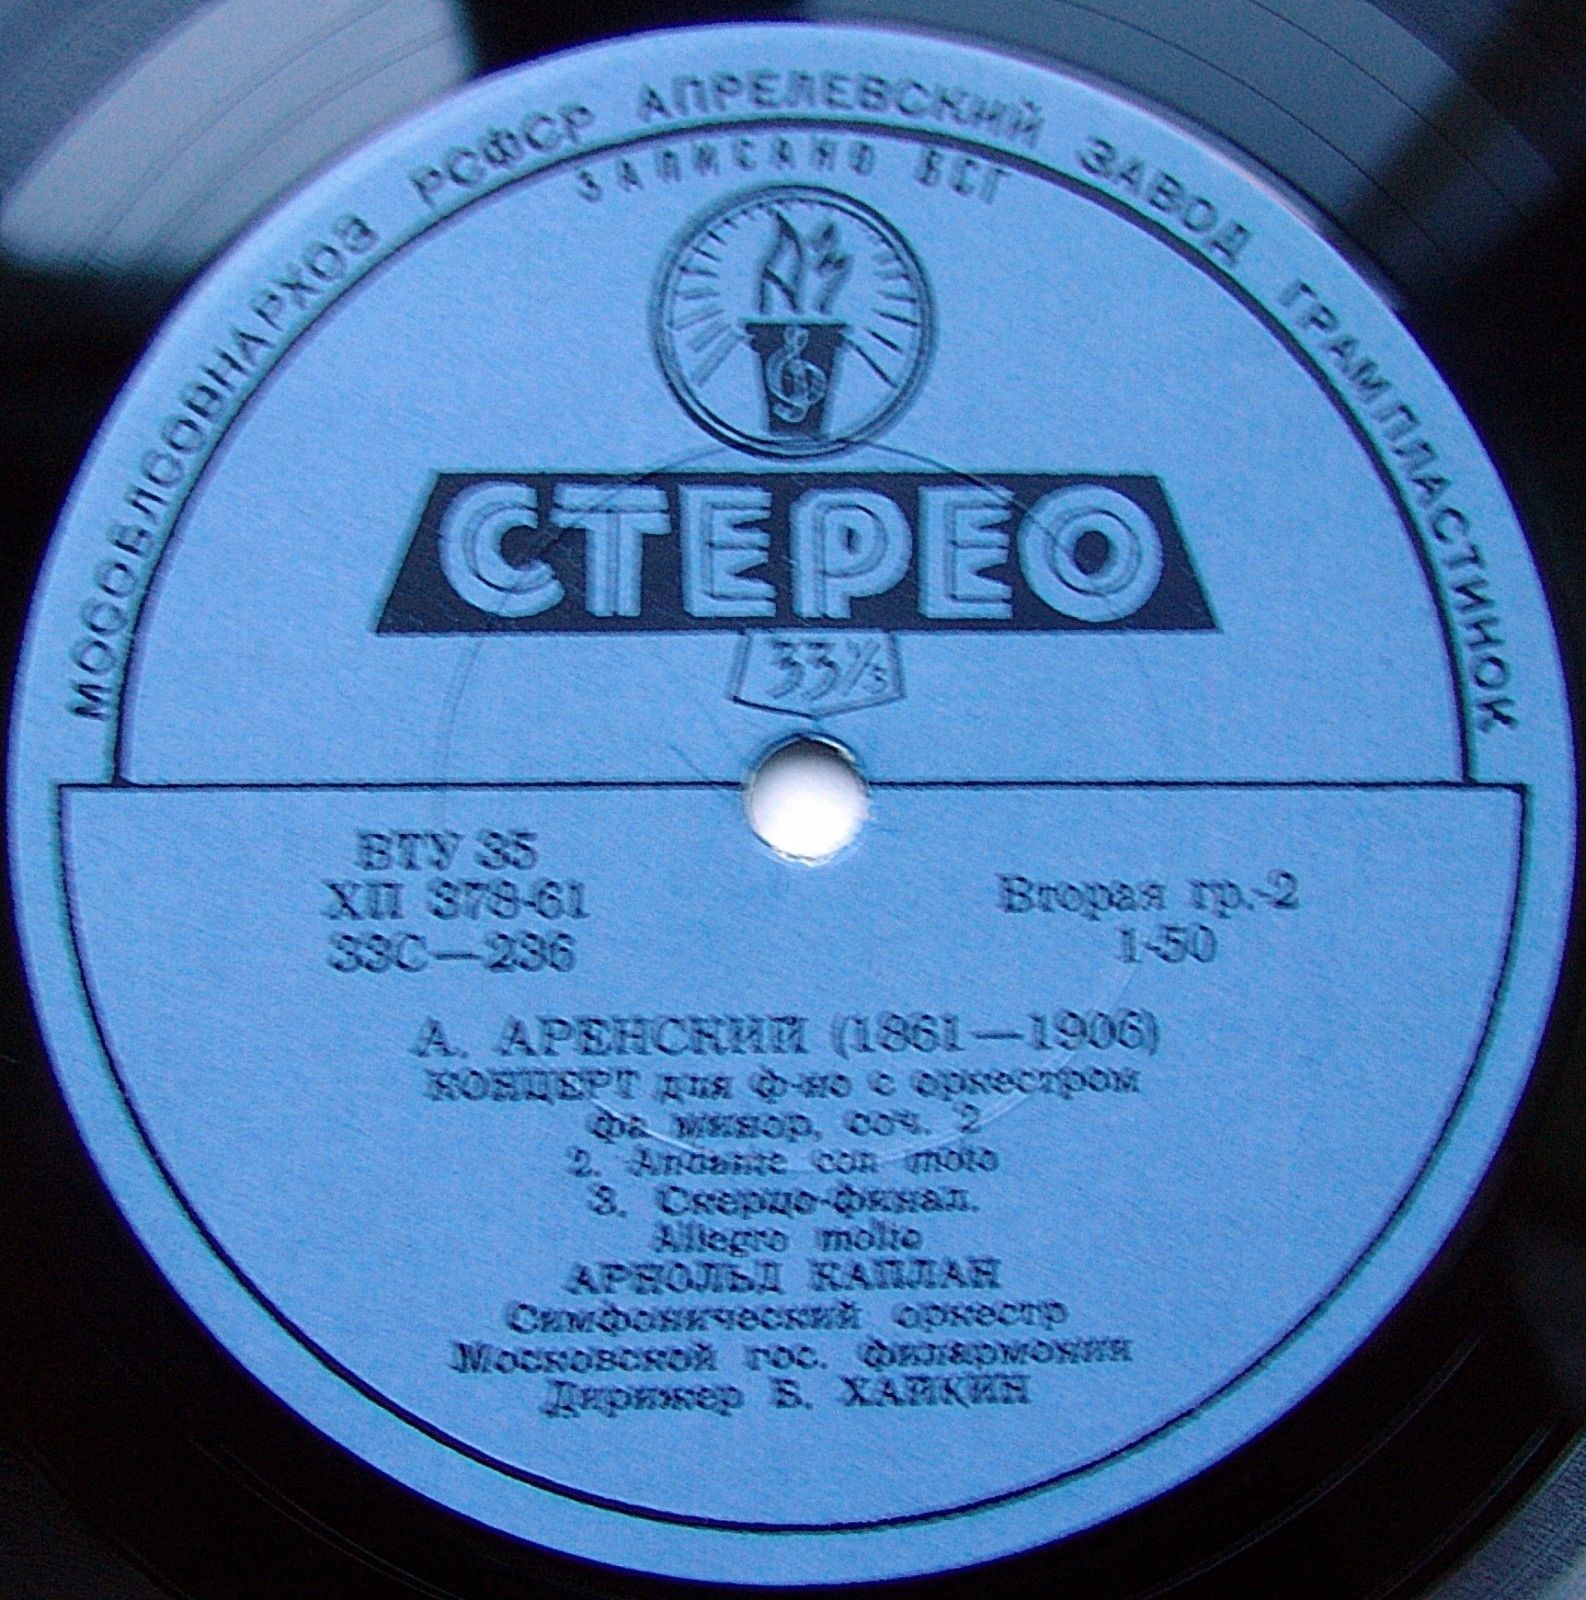 МОСОБЛСОВНАРХОЗ РСФСР АПРЕЛЕВСКИЙ ЗАВОД ГРАМПЛАСТИНОК
ЗАПИСАНО ВСГ
СТЕРЕО
33⅓
ВТУ 35
ХП 378-61
33С—236
Вторая гр.-2
1-50
А. АРЕНСКИЙ (1861—1906)
КОНЦЕРТ для ф-но с оркестром
фа минор, соч. 2
2. Andante con moto
3. Скерцо-финал.
Allegro molto
АРНОЛЬД КАПЛАН
Симфонический оркестр
Московской гос. филармонии
Дирижер Б. ХАЙКИН